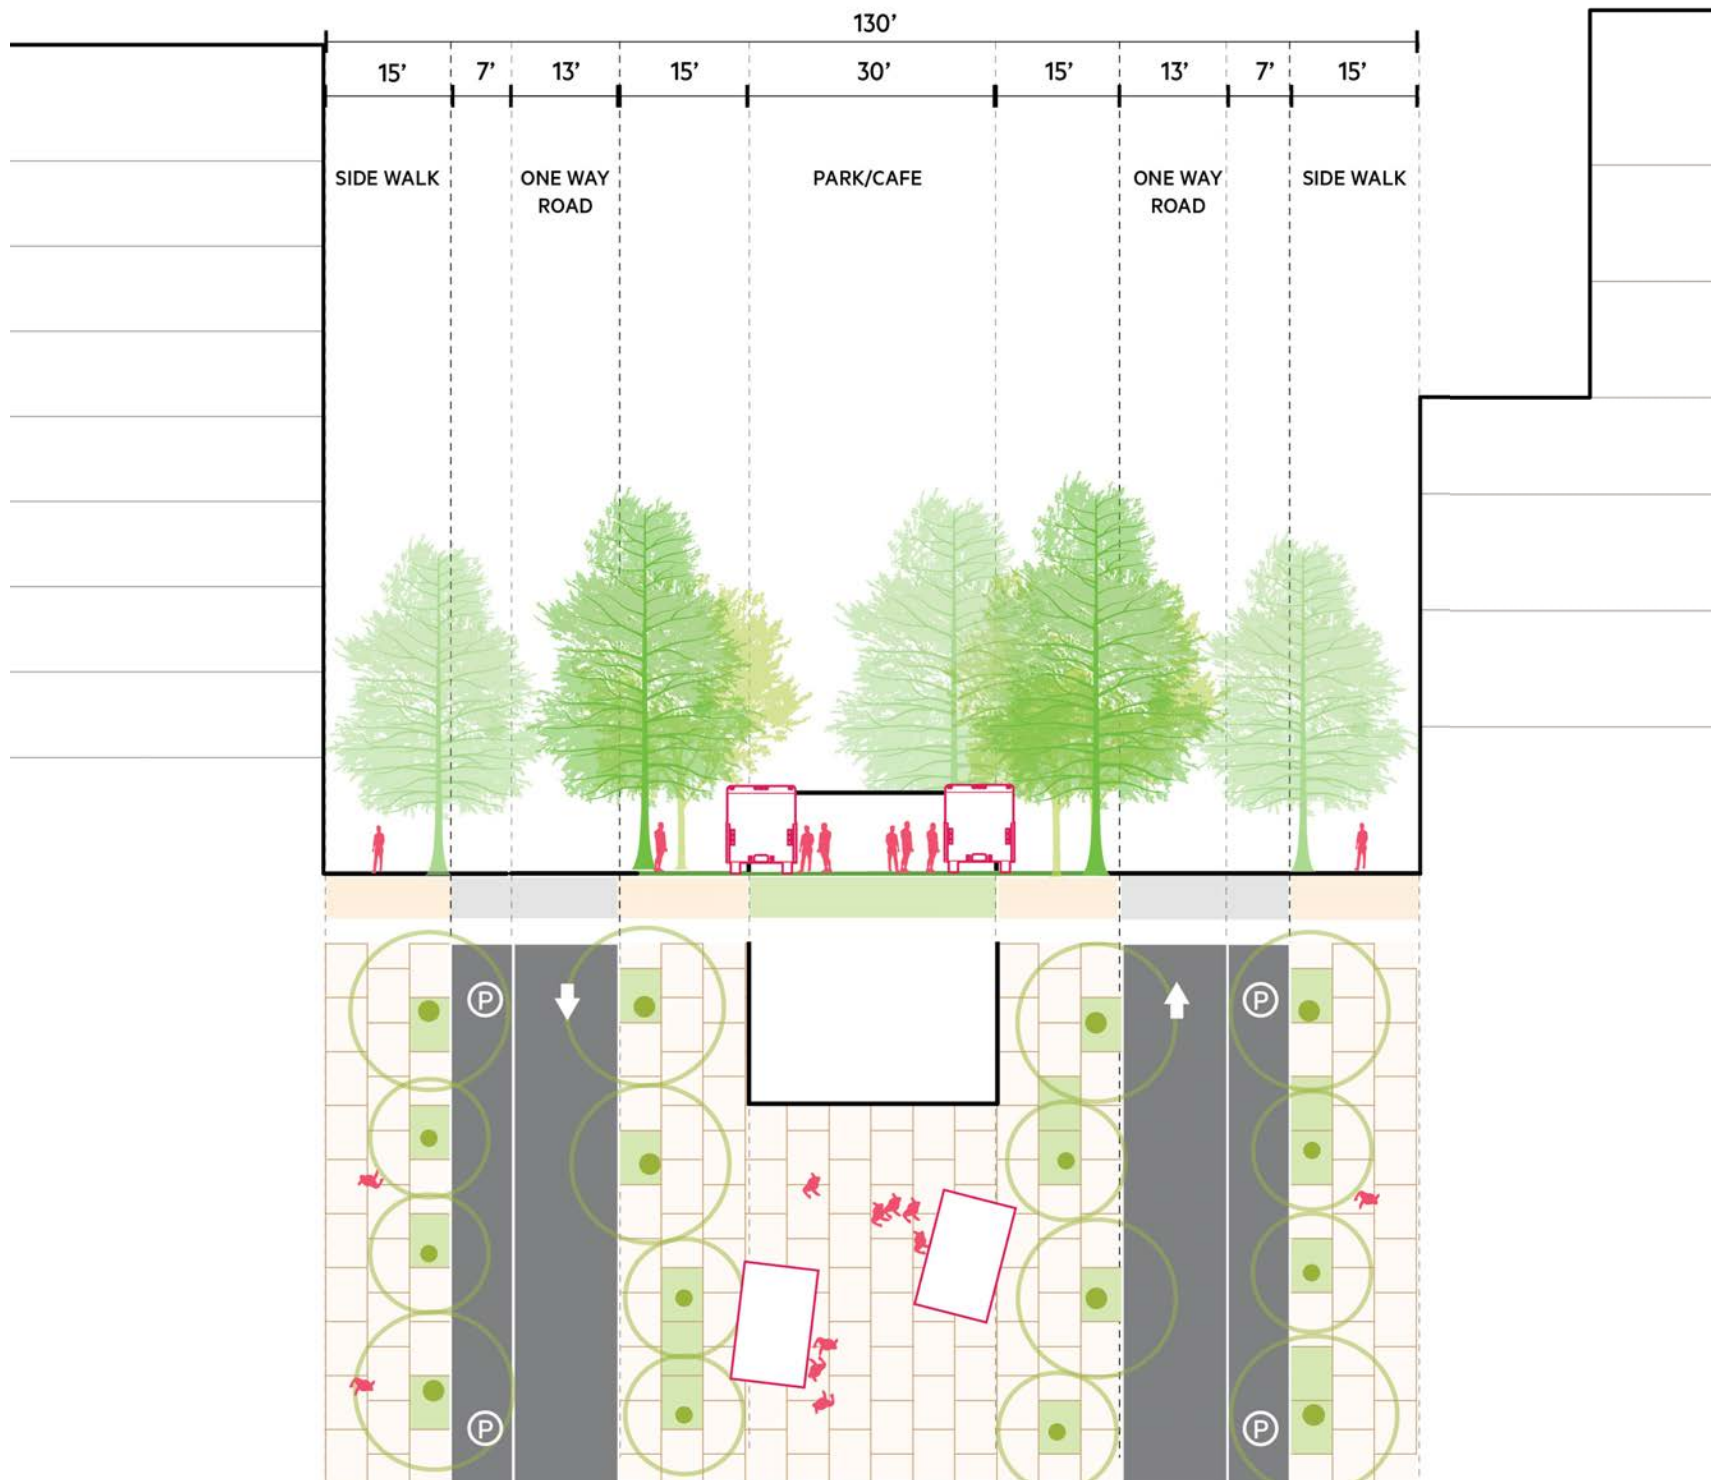 130’
15’ 7’ 13’ 15’ 30’ 15’ 13’ 7’ 15’
SIDE WALK
ONE WAY
ROAD
PARK/CAFE
ONE WAY
ROAD
SIDE WALK
P
P
P
P